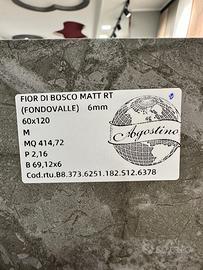 FIOR DI BOSCO MATT RT
(FONDOVALLE) 6mm
60x120
M
MQ 414,72
P 2,16
B 69,12x6
Cod.rtu.B8.373.6251.182.S12.6378
Agostino